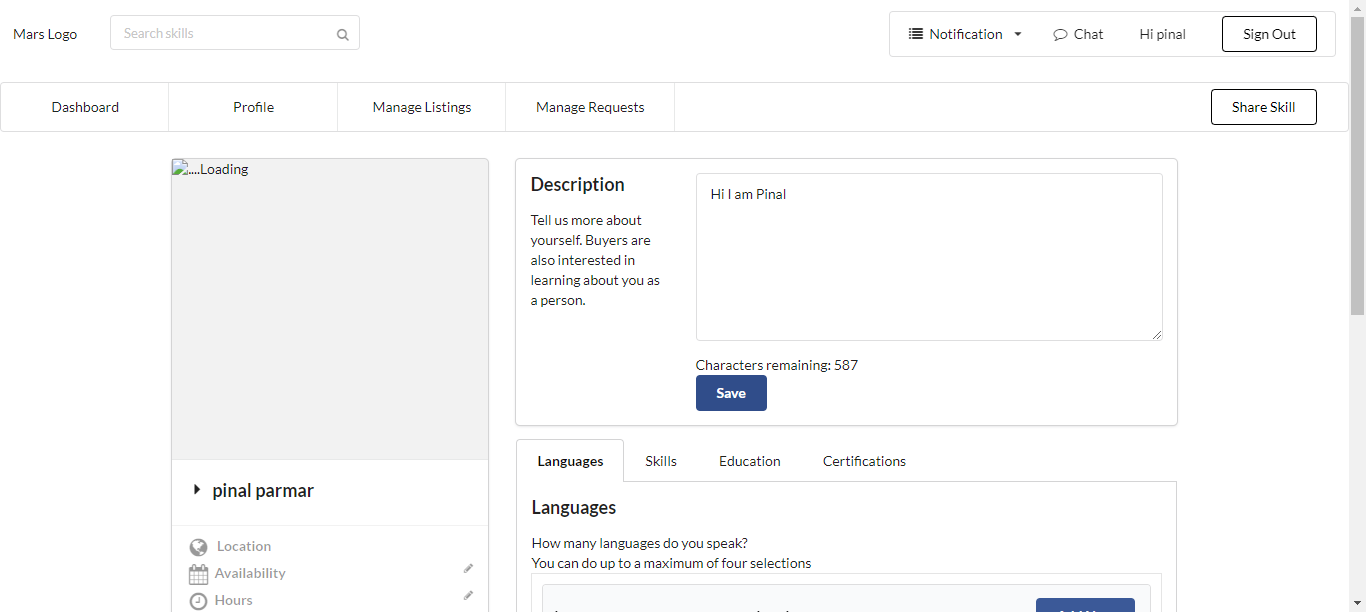 Mars Logo
Search skills
Notification
Chat
Hi pinal
Sign Out
Dashboard
Profile
Manage Listings
Manage Requests
Share Skill
....Loading
pinal parmar
Location
Availability
Hours
Description
Tell us more about
yourself. Buyers are
also interested in
learning about you as
a person.
Hi I am Pinal
Characters remaining: 587
Save
Languages
Skills
Education
Certifications
Languages
How many languages do you speak?
You can do up to a maximum of four selections